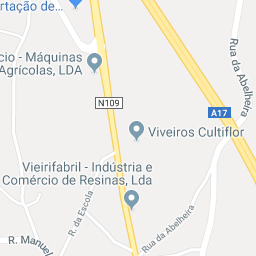 rtação de...
cio - Máquinas
Agrícolas, LDA
N109
A17
Rua da Abelheira
Viveiros Cultiflor
Vieirifabril - Indústria e
Comércio de Resinas, Lda
R. da Escola
R. Manuel
Rua da Abelheira